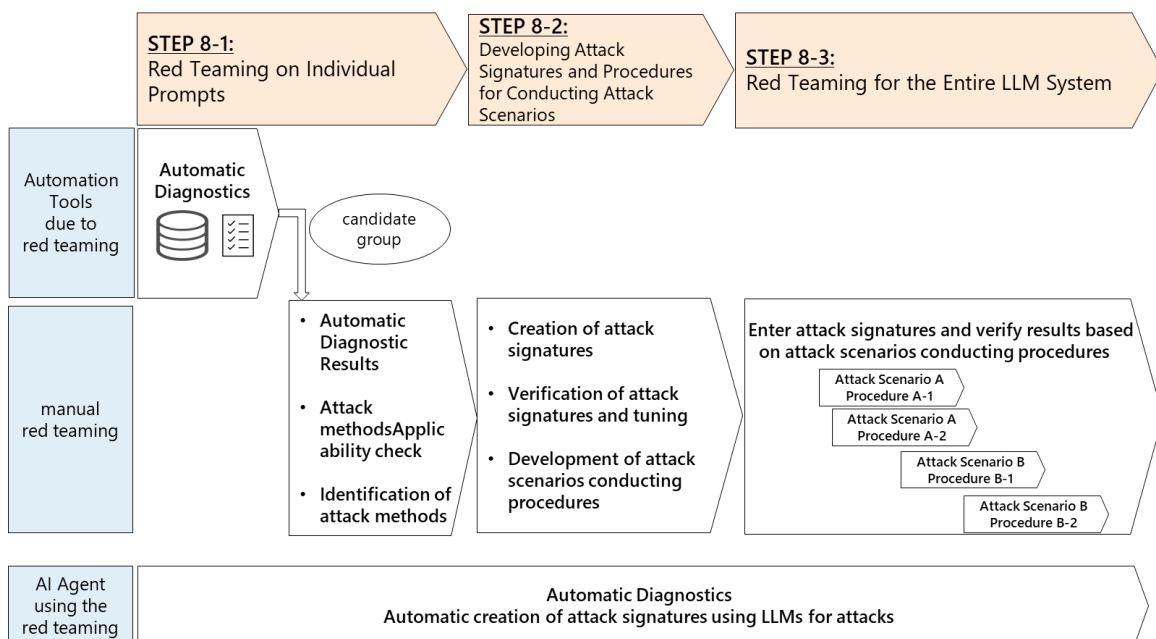 STEP 8-1:
Red Teaming on Individual
Prompts
STEP 8-2:
Developing Attack
Signatures and Procedures
for Conducting Attack
Scenarios
STEP 8-3:
Red Teaming for the Entire LLM System
Automation
Tools
due to
red teaming
Automatic
Diagnostics
candidate
group
manual
red teaming
• Automatic
Diagnostic
Results
• Attack
methodsApplic
ability check
• Identification of
attack methods
• Creation of attack
signatures
• Verification of attack
signatures and tuning
• Development of attack
scenarios conducting
procedures
Enter attack signatures and verify results based
on attack scenarios conducting procedures
Attack Scenario A
Procedure A-1
Attack Scenario A
Procedure A-2
Attack Scenario B
Procedure B-1
Attack Scenario B
Procedure B-2
AI Agent
using the
red teaming
Automatic Diagnostics
Automatic creation of attack signatures using LLMs for attacks